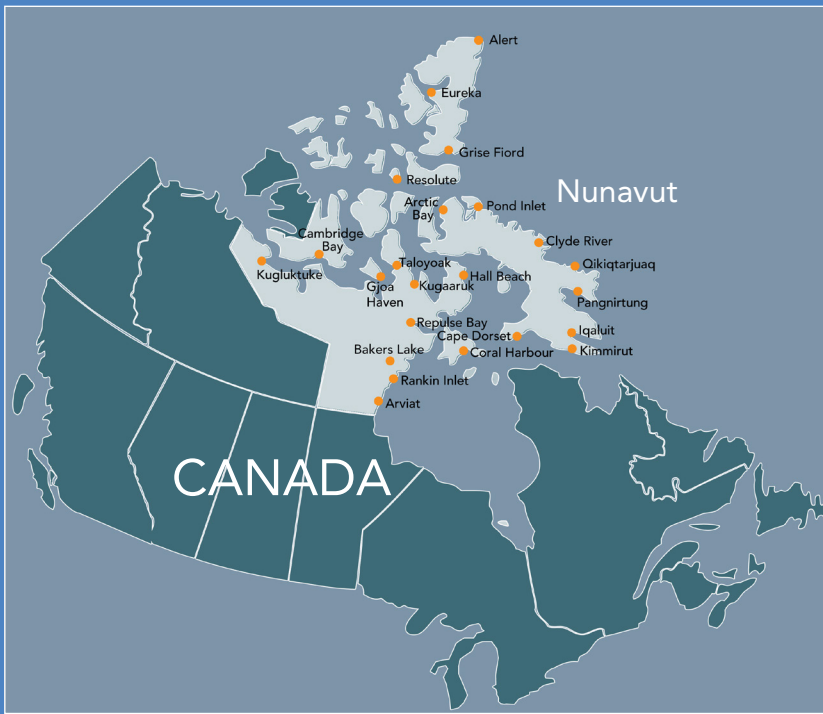 Alert
Eureka
Grise Fiord
Resolute
Nunavut
Arctic
Bay
Pond Inlet
Cambridge
Bay
Clyde River
Kugluktuke
Taloyoak
Oikiqtarjuaq
Hall Beach
Gjoa
Haven
Kugaaruk
Pangnirtung
Repulse Bay
Cape Dorset
Iqaluit
Bakers Lake
Coral Harbour
Kimmirut
Rankin Inlet
Arviat
CANADA